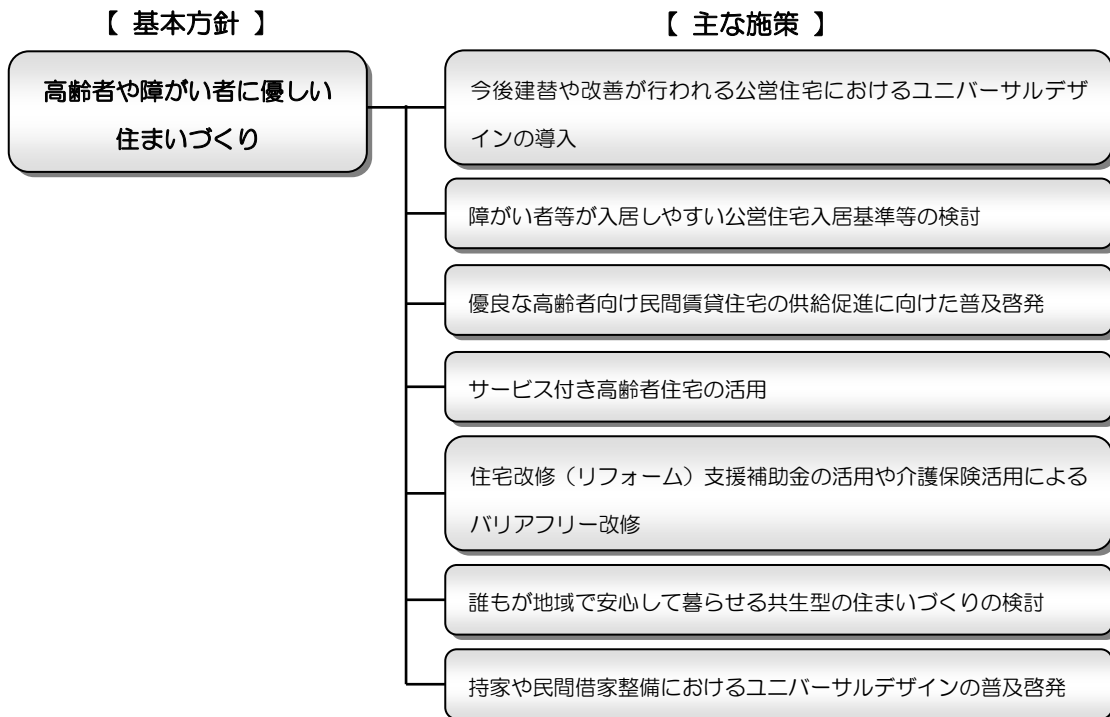 【 基本方針 】
【 主な施策 】
高齢者や障がい者に優しい
住まいづくり
今後建替や改善が行われる公営住宅におけるユニバーサルデザ
インの導入
障がい者等が入居しやすい公営住宅入居基準等の検討
優良な高齢者向け民間賃貸住宅の供給促進に向けた普及啓発
サービス付き高齢者住宅の活用
住宅改修（リフォーム）支援補助金の活用や介護保険活用による
バリアフリー改修
誰もが地域で安心して暮らせる共生型の住まいづくりの検討
持家や民間借家整備におけるユニバーサルデザインの普及啓発